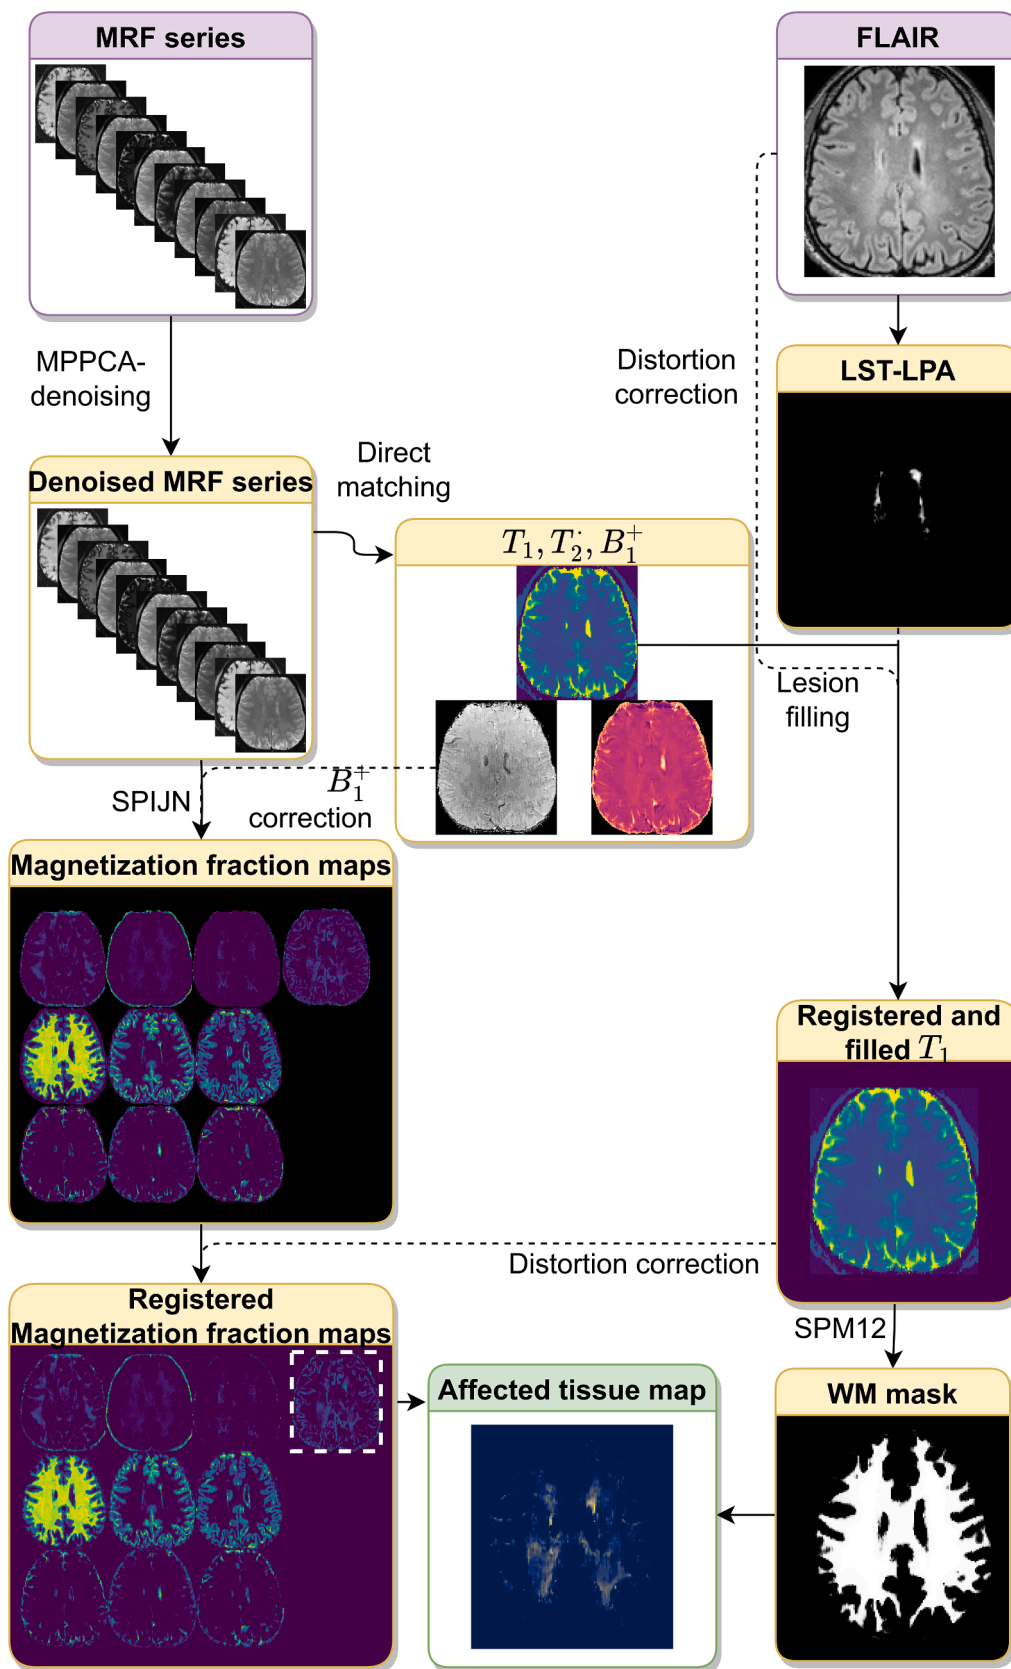 MRF series
FLAIR
MPPCA-
denoising
Distortion
correction
LST-LPA
Denoised MRF series
Direct
matching
T₁, T₂˙, B₁⁺
Lesion
filling
SPIJN
B₁⁺
correction
Magnetization fraction maps
Registered and
filled T₁
Distortion correction
Registered
Magnetization fraction maps
SPM12
Affected tissue map
WM mask